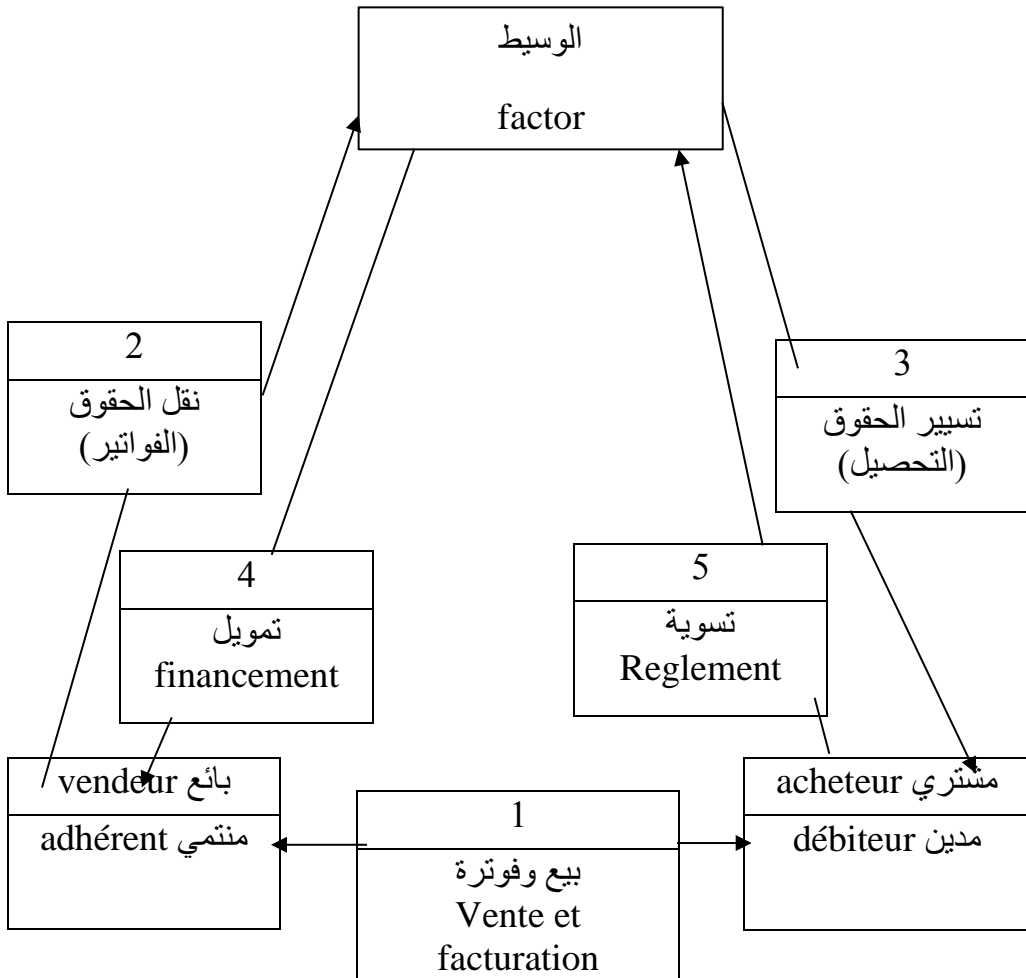 الوسيط
factor
2
نقل الحقوق
(الفواتير)
3
تسيير الحقوق
(التحصيل)
4
تمويل
financement
5
تسوية
Reglement
بائع vendeur
منتمي adhérent
1
بيع وفوترة
Vente et
facturation
مشتري acheteur
مدين débiteur